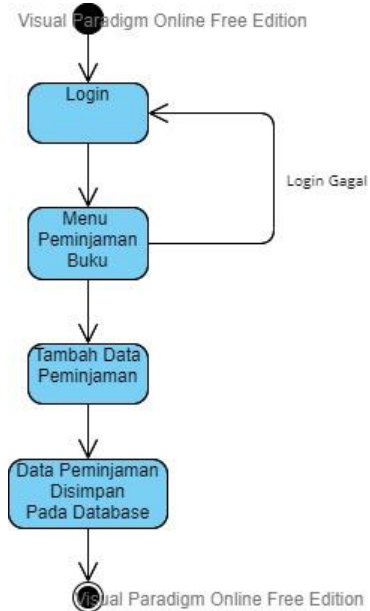 Visual Paradigm Online Free Edition
Login
Login Gagal
Menu
Peminjaman
Buku
Tambah Data
Peminjaman
Data Peminjaman
Disimpan
Pada Database
Visual Paradigm Online Free Edition